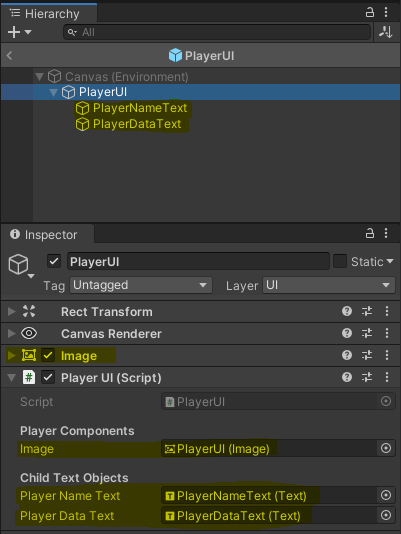 Hierarchy
All
PlayerUI
Canvas (Environment)
PlayerUI
PlayerNameText
PlayerDataText
Inspector
PlayerUI
Static
Tag Untagged Layer UI
Rect Transform
Canvas Renderer
Image
Player UI (Script)
Script PlayerUI
Player Components
Image PlayerUI (Image)
Child Text Objects
Player Name Text PlayerNameText (Text)
Player Data Text PlayerDataText (Text)